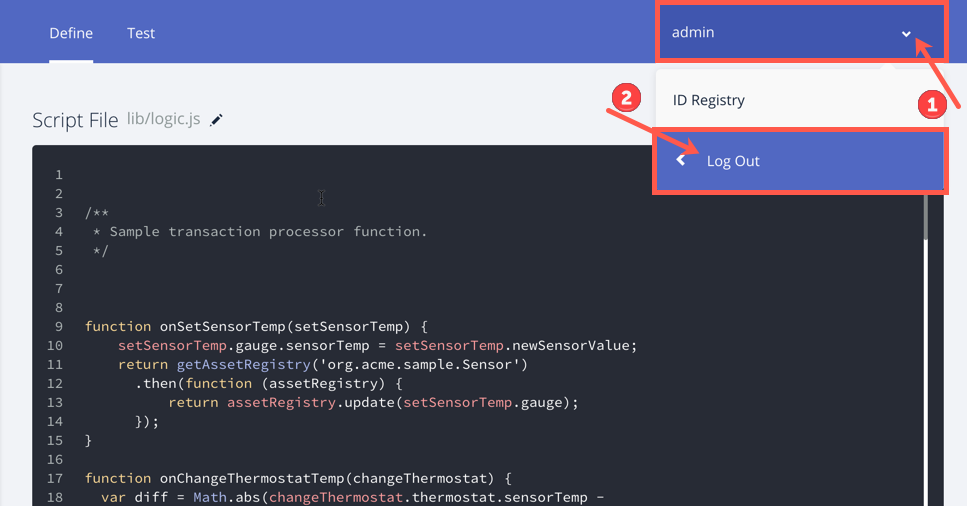 Define Test admin
ID Registry
1
2
Log Out
Script File lib/logic.js
1
2
3 /**
4 * Sample transaction processor function.
5 */
6
7
8
9 function onSetSensorTemp(setSensorTemp) {
10 setSensorTemp.gauge.sensorTemp = setSensorTemp.newSensorValue;
11 return getAssetRegistry('org.acme.sample.Sensor')
12 .then(function (assetRegistry) {
13 return assetRegistry.update(setSensorTemp.gauge);
14 });
15 }
16
17 function onChangeThermostatTemp(changeThermostat) {
18 var diff = Math.abs(changeThermostat.thermostat.sensorTemp -